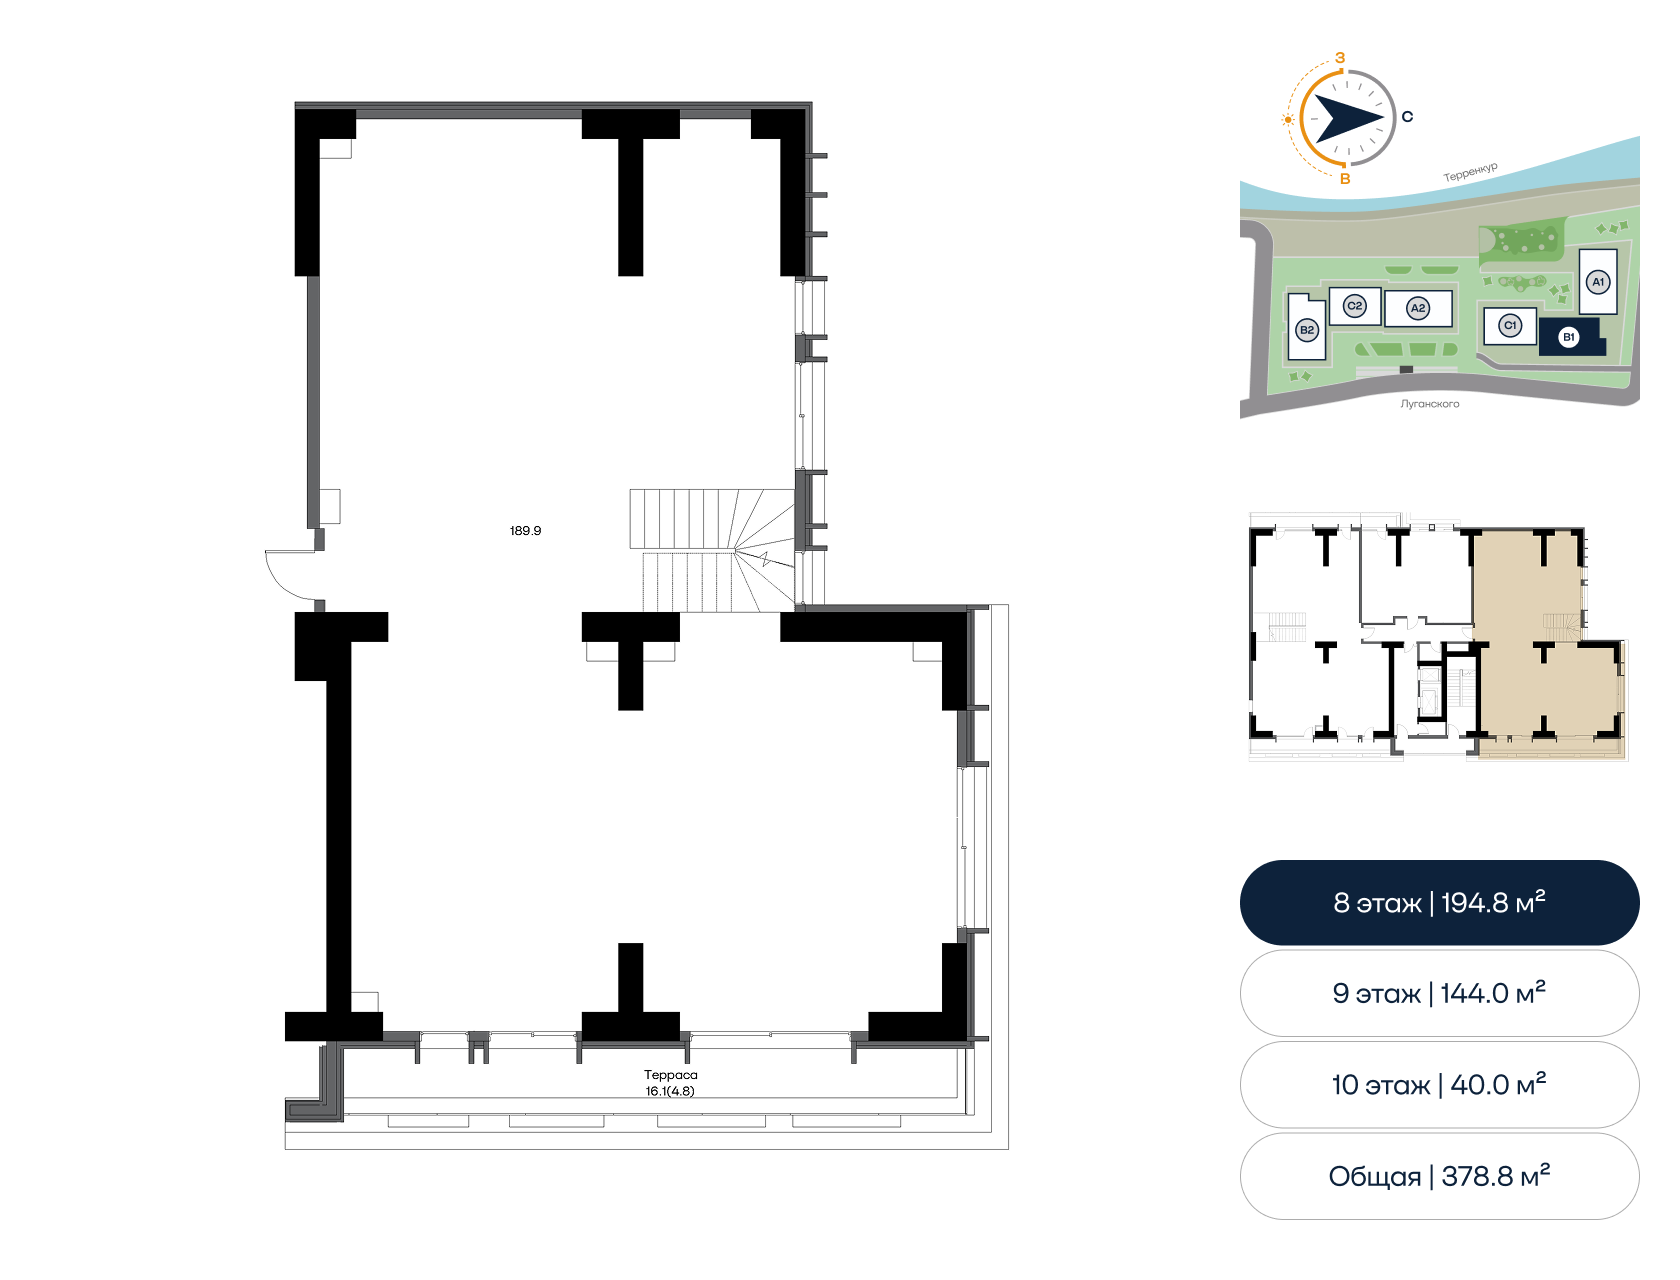 189.9
Терраса
16.1(4.8)
З
С
В
Терренкур
A1
C2
A2
B2
C1
B1
Луганского
8 этаж | 194.8 м²
9 этаж | 144.0 м²
10 этаж | 40.0 м²
Общая | 378.8 м²